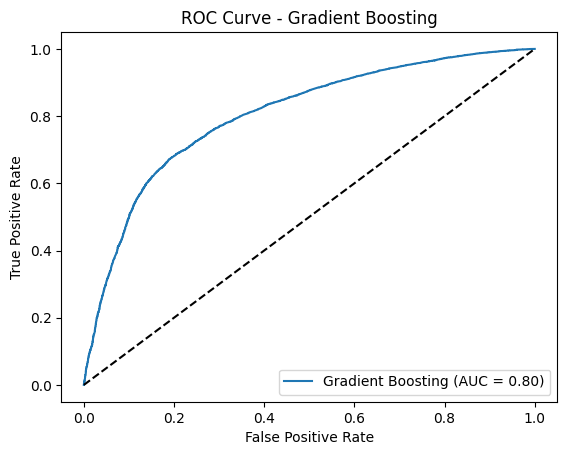 ROC Curve - Gradient Boosting
1.0
0.8
0.6
0.4
0.2
0.0
True Positive Rate
Gradient Boosting (AUC = 0.80)
0.0 0.2 0.4 0.6 0.8 1.0
False Positive Rate